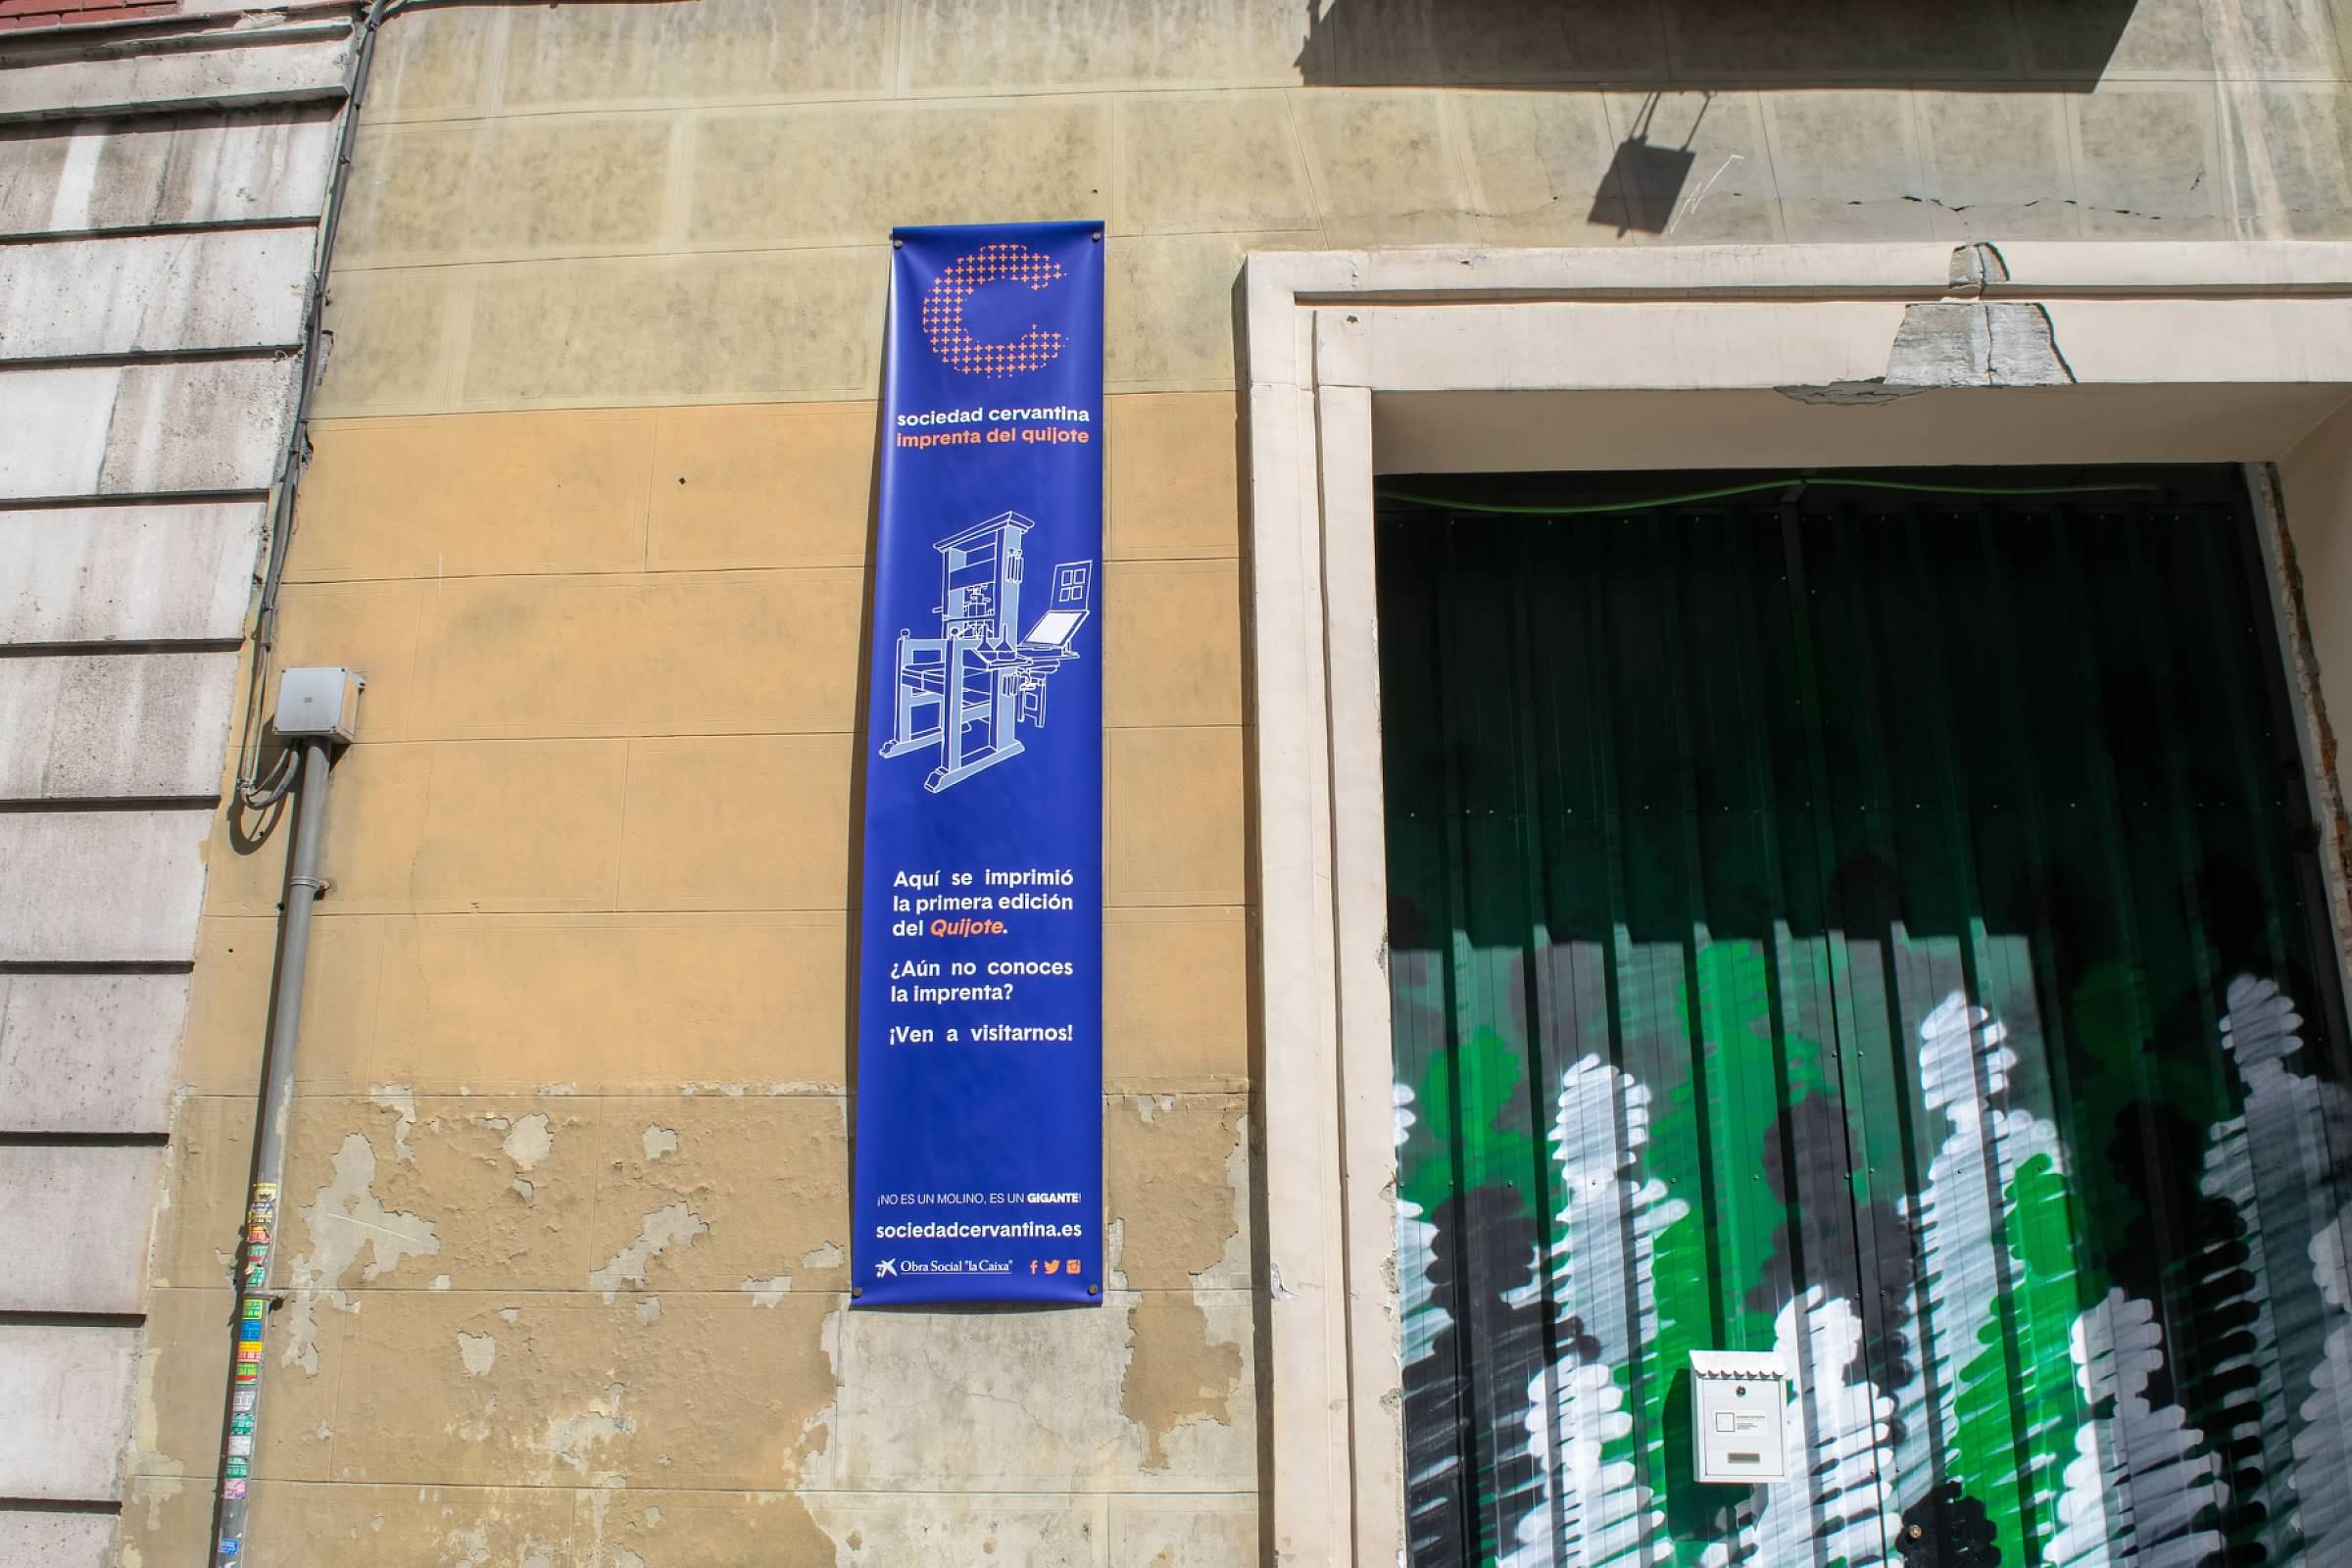 sociedad cervantina
imprenta del quijote
Aquí se imprimió
la primera edición
del Quijote.
¿Aún no conoces
la imprenta?
¡Ven a visitarnos!
¡NO ES UN MOLINO, ES UN GIGANTE!
sociedadcervantina.es
Obra Social "la Caixa"